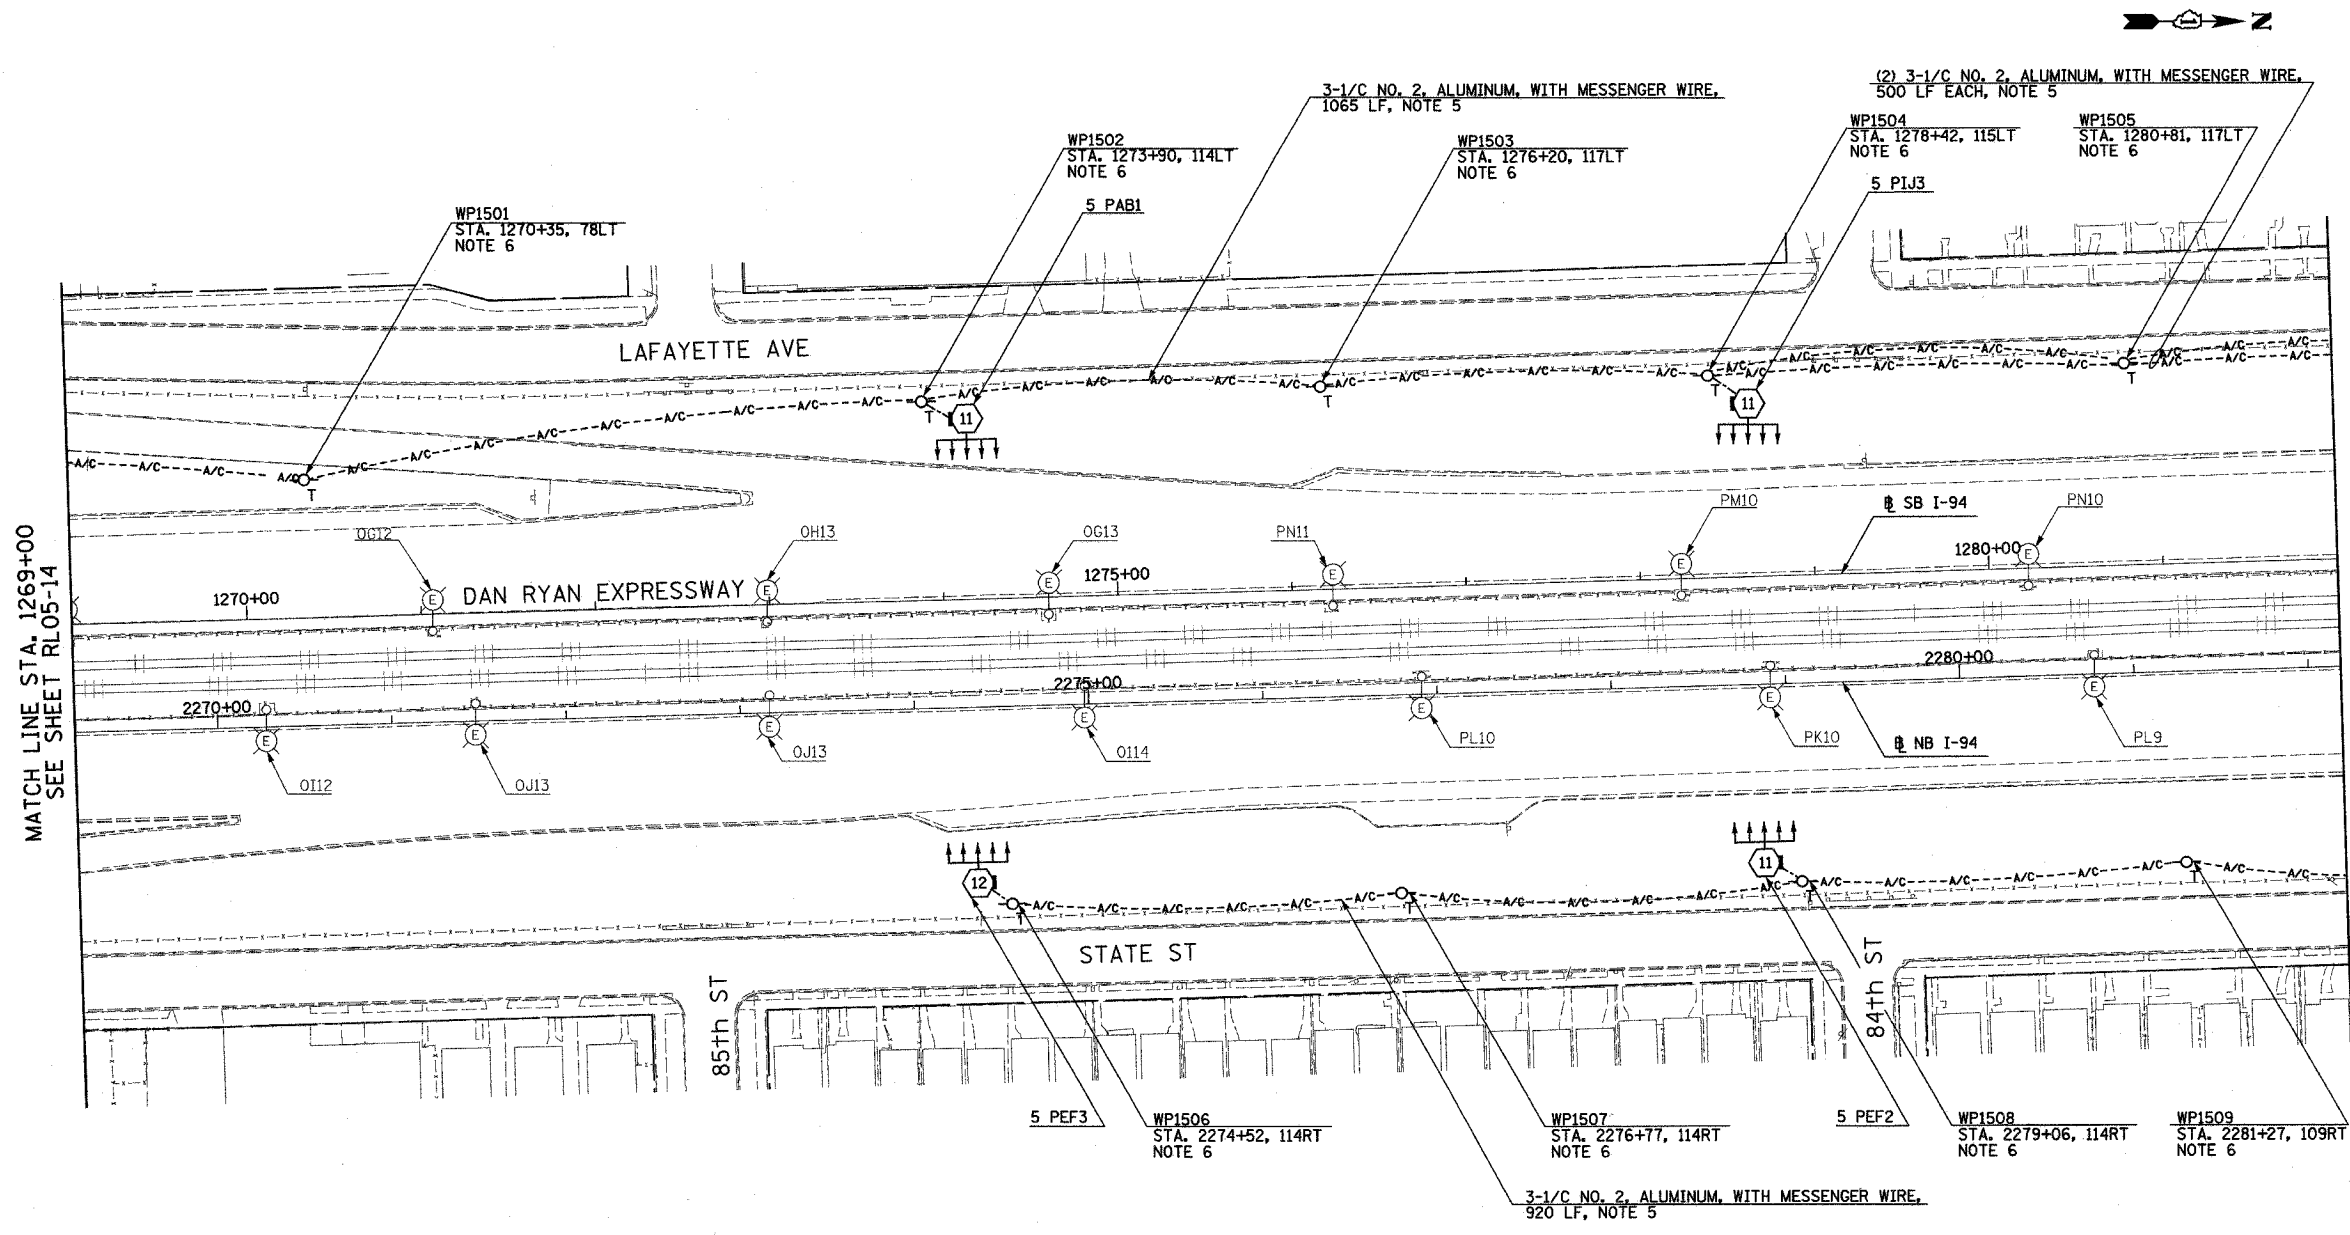 N
(2) 3-1/C NO. 2, ALUMINUM, WITH MESSENGER WIRE,
500 LF EACH, NOTE 5
3-1/C NO. 2, ALUMINUM, WITH MESSENGER WIRE,
1065 LF, NOTE 5
WP1504
STA. 1278+42, 115LT
NOTE 6
WP1505
STA. 1280+81, 117LT
NOTE 6
WP1502
STA. 1273+90, 114LT
NOTE 6
WP1503
STA. 1276+20, 117LT
NOTE 6
5 PIJ3
5 PAB1
WP1501
STA. 1270+35, 78LT
NOTE 6
LAFAYETTE AVE
A/C A/C A/C A/C A/C A/C A/C A/C A/C A/C A/C
T
T
T
T
T
11
11
MATCH LINE STA. 1269+00
SEE SHEET RL05-14
OG12
OH13
OG13
PN11
PM10
℄ SB I-94
PN10
E E E E E E
1270+00
DAN RYAN EXPRESSWAY
1275+00
1280+00
2270+00
2275+00
2280+00
E E E E E E E
OI12
OJ13
OJ13
OI14
PL10
PK10
℄ NB I-94
PL9
12
11
A/C A/C A/C A/C A/C A/C A/C A/C A/C A/C
T
T
T
T
STATE ST
85th ST
84th ST
5 PEF3
WP1506
STA. 2274+52, 114RT
NOTE 6
WP1507
STA. 2276+77, 114RT
NOTE 6
5 PEF2
WP1508
STA. 2279+06, 114RT
NOTE 6
WP1509
STA. 2281+27, 109RT
NOTE 6
3-1/C NO. 2, ALUMINUM, WITH MESSENGER WIRE,
920 LF, NOTE 5